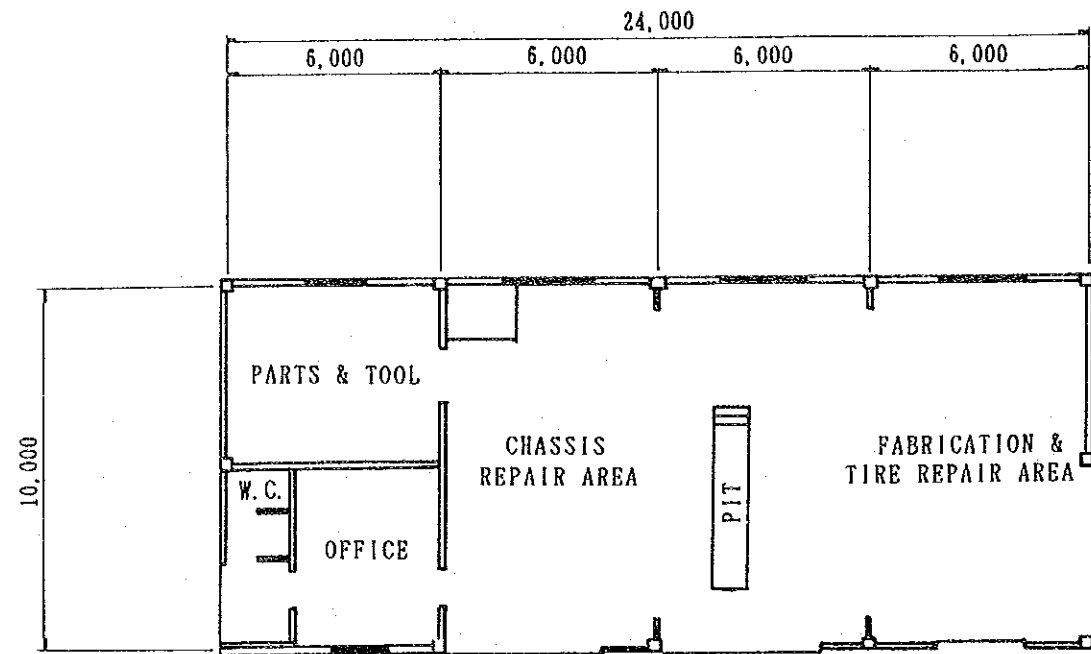 24,000
6,000
6,000
6,000
6,000
10,000
PARTS & TOOL
CHASSIS
REPAIR AREA
FABRICATION &
TIRE REPAIR AREA
W.C.
PIT
OFFICE